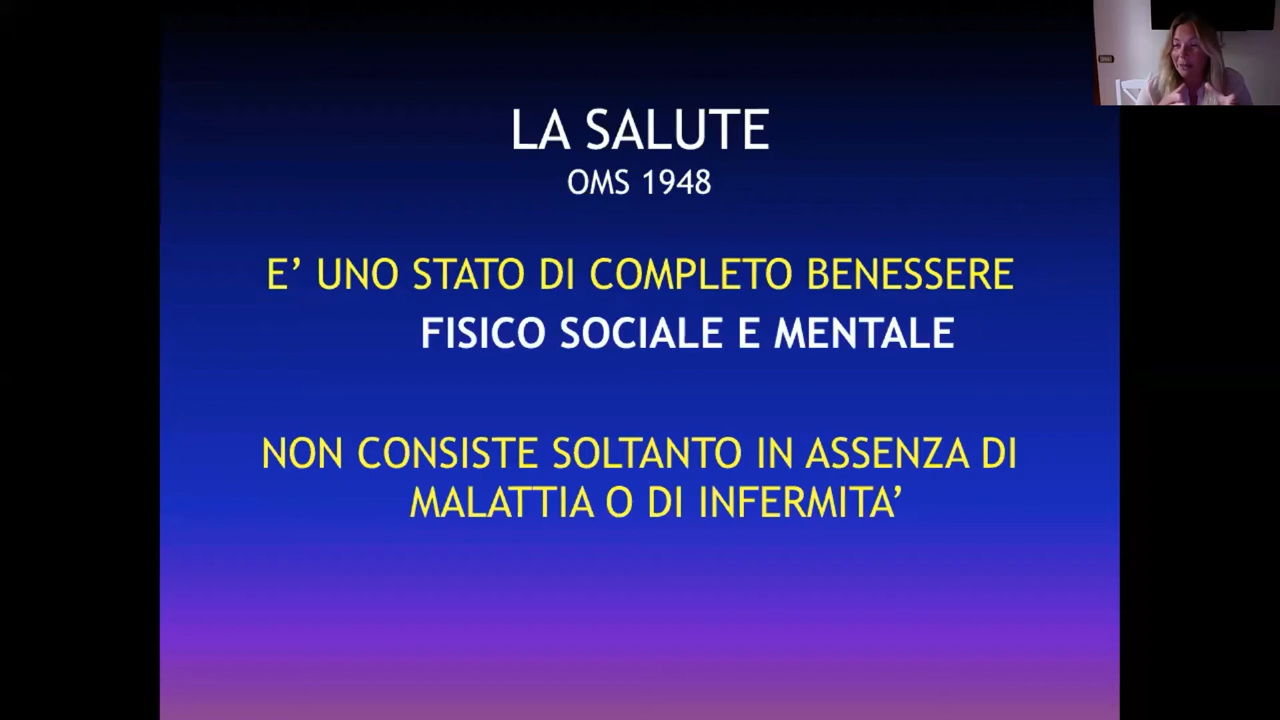 LA SALUTE
OMS 1948
E’ UNO STATO DI COMPLETO BENESSERE
FISICO SOCIALE E MENTALE
NON CONSISTE SOLTANTO IN ASSENZA DI
MALATTIA O DI INFERMITA’